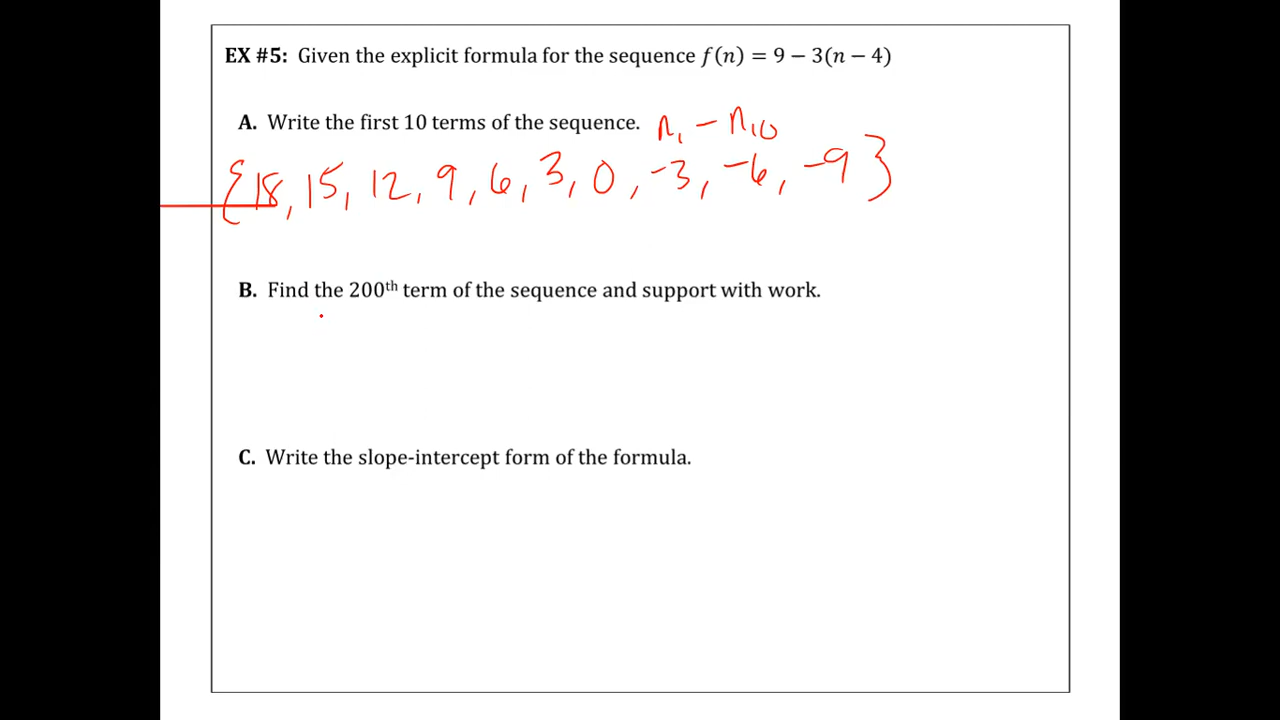 EX #5: Given the explicit formula for the sequence f(n) = 9 − 3(n − 4)
A. Write the first 10 terms of the sequence. n₁ − n₁₀
{18, 15, 12, 9, 6, 3, 0, -3, -6, -9}
B. Find the 200ᵗʰ term of the sequence and support with work.
C. Write the slope-intercept form of the formula.